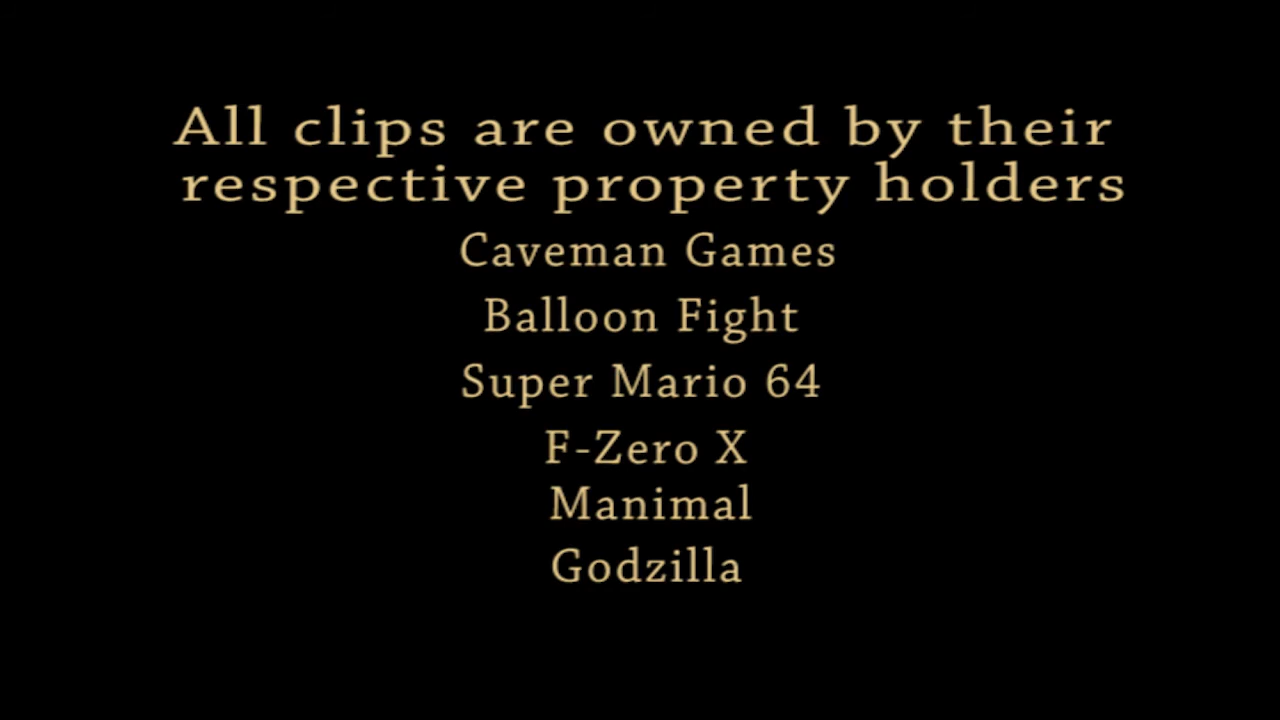 All clips are owned by their
respective property holders
Caveman Games
Balloon Fight
Super Mario 64
F-Zero X
Manimal
Godzilla